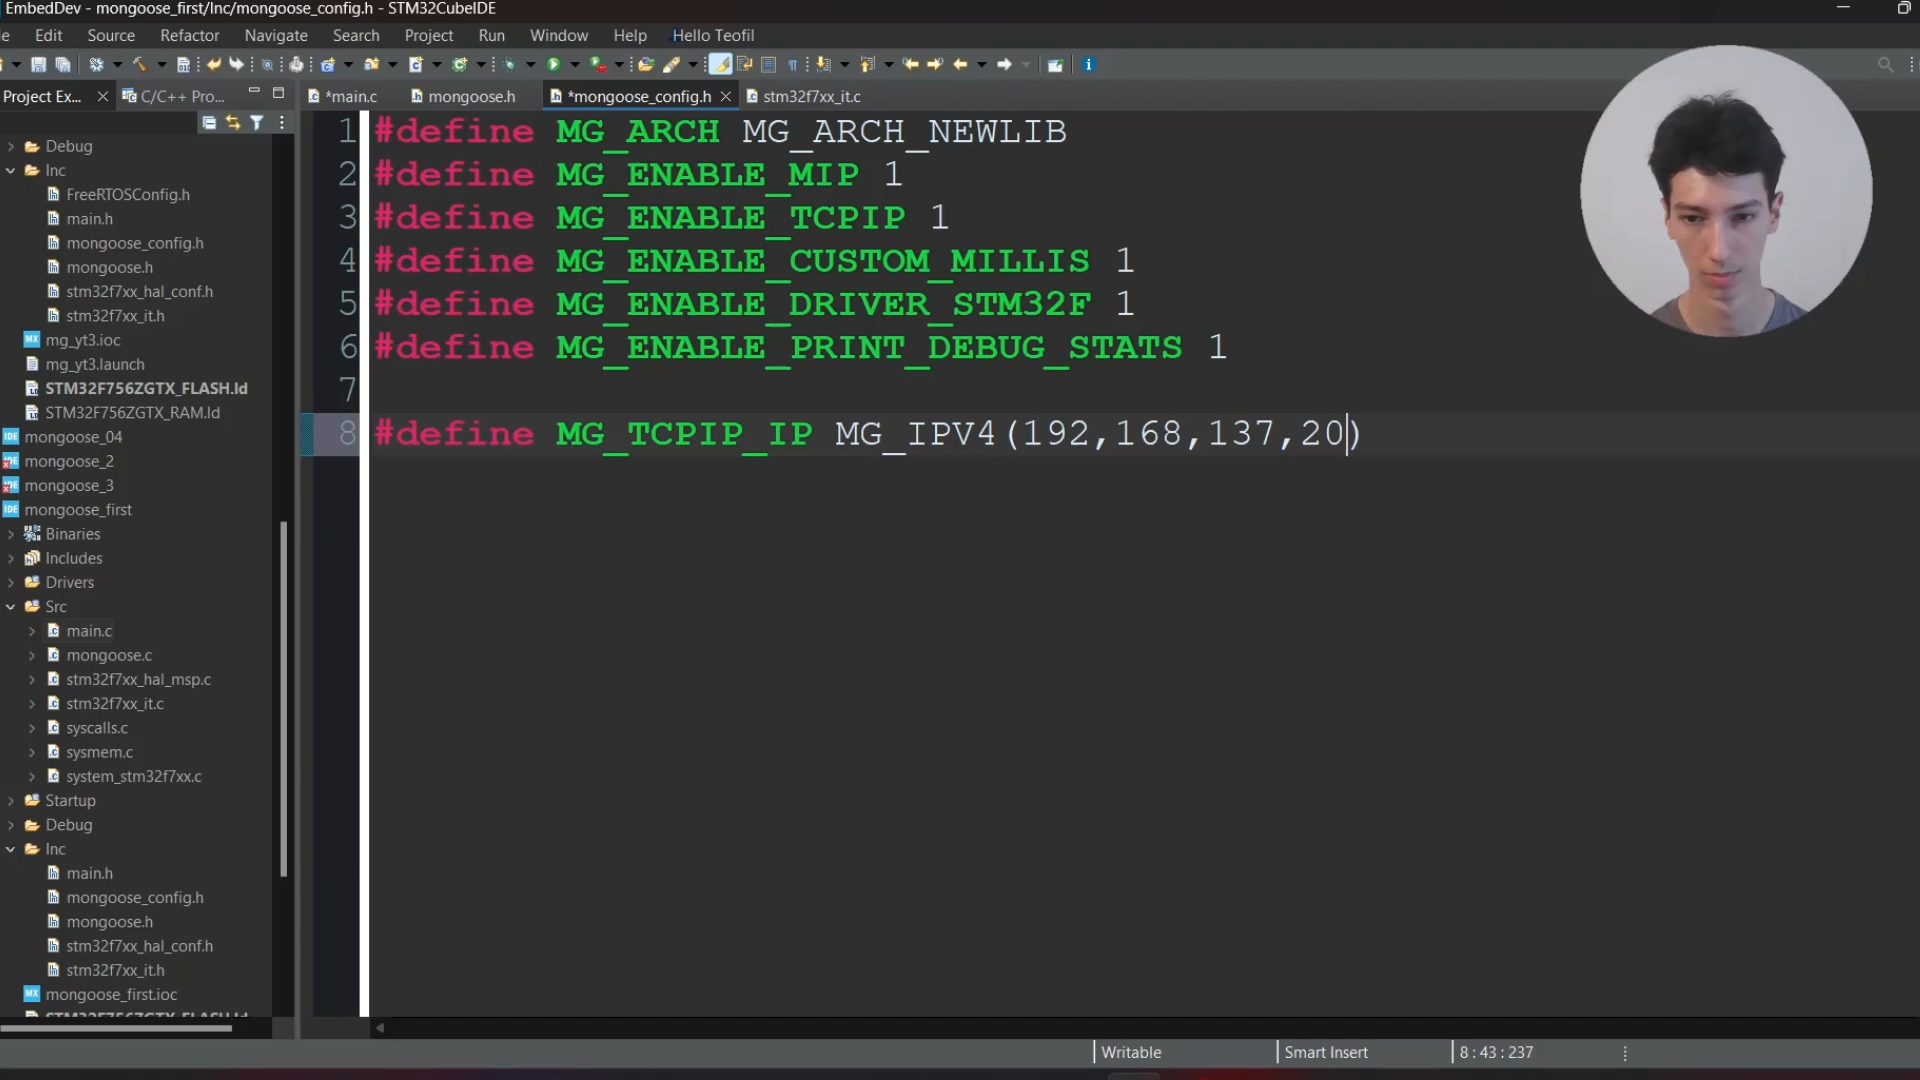 EmbedDev - mongoose_first/Inc/mongoose_config.h - STM32CubeIDE
Edit Source Refactor Navigate Search Project Run Window Help Hello Teofil
Project Ex... C/C++ Pro... *main.c mongoose.h *mongoose_config.h stm32f7xx_it.c
Debug
Inc
FreeRTOSConfig.h
main.h
mongoose_config.h
mongoose.h
stm32f7xx_hal_conf.h
stm32f7xx_it.h
mg_yt3.ioc
mg_yt3.launch
STM32F756ZGTX_FLASH.ld
STM32F756ZGTX_RAM.ld
mongoose_04
mongoose_2
mongoose_3
mongoose_first
Binaries
Includes
Drivers
Src
main.c
mongoose.c
stm32f7xx_hal_msp.c
stm32f7xx_it.c
syscalls.c
sysmem.c
system_stm32f7xx.c
Startup
Debug
Inc
main.h
mongoose_config.h
mongoose.h
stm32f7xx_hal_conf.h
stm32f7xx_it.h
mongoose_first.ioc
STM32F756ZGTX_FLASH.ld
1 #define MG_ARCH MG_ARCH_NEWLIB
2 #define MG_ENABLE_MIP 1
3 #define MG_ENABLE_TCPIP 1
4 #define MG_ENABLE_CUSTOM_MILLIS 1
5 #define MG_ENABLE_DRIVER_STM32F 1
6 #define MG_ENABLE_PRINT_DEBUG_STATS 1
7
8 #define MG_TCPIP_IP MG_IPV4(192,168,137,20)
Writable Smart Insert 8:43:237